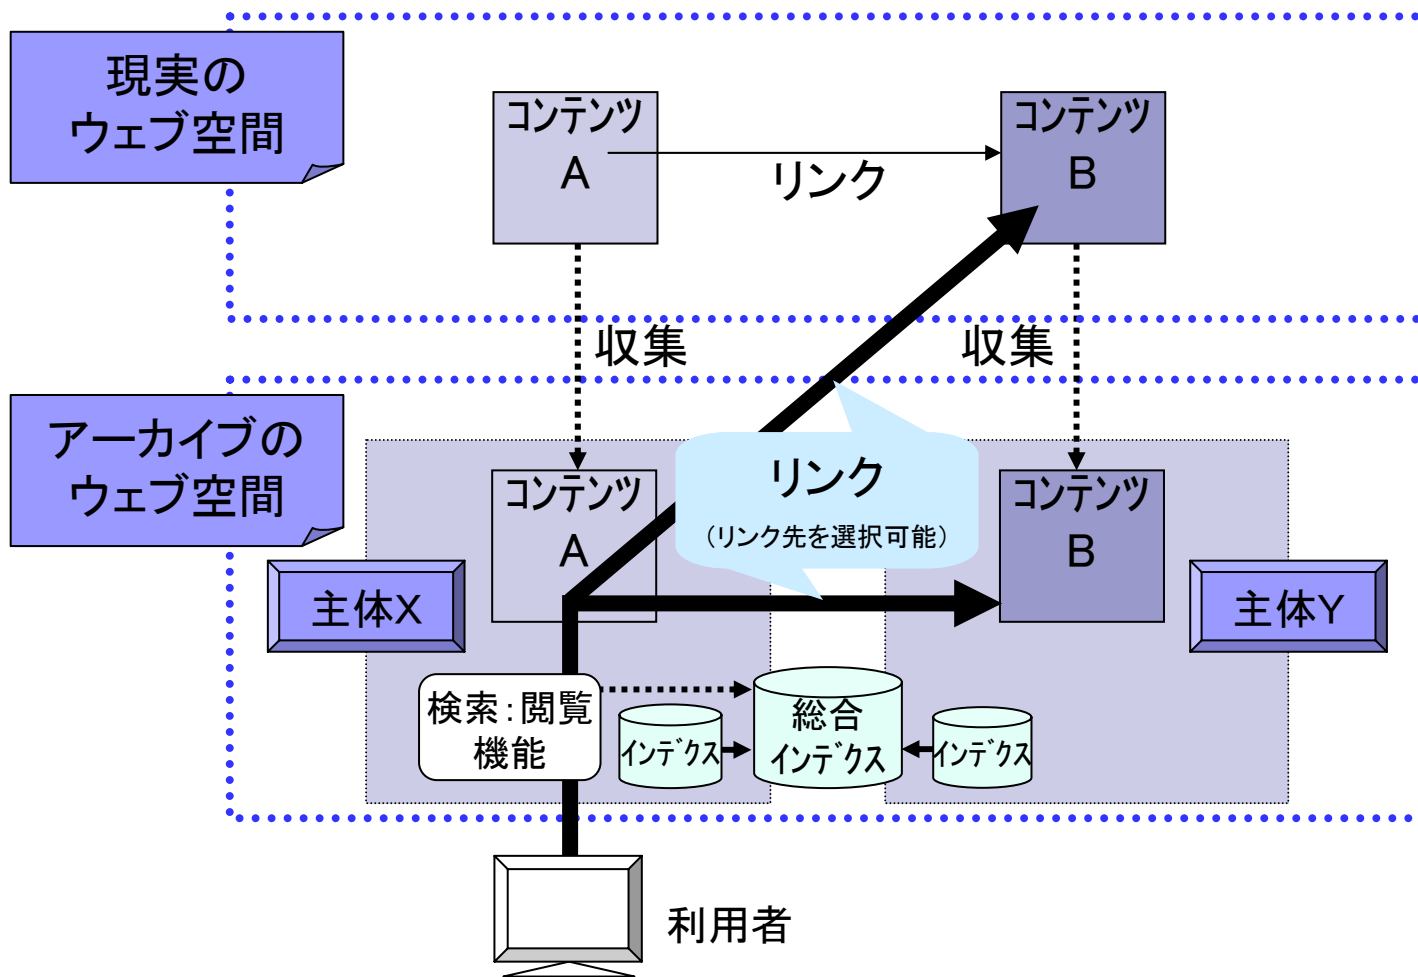 現実の
ウェブ空間
コンテンツ
A
リンク
コンテンツ
B
収集
収集
アーカイブの
ウェブ空間
コンテンツ
A
リンク
（リンク先を選択可能）
コンテンツ
B
主体X
主体Y
検索：閲覧
機能
インデクス
総合
インデクス
インデクス
利用者